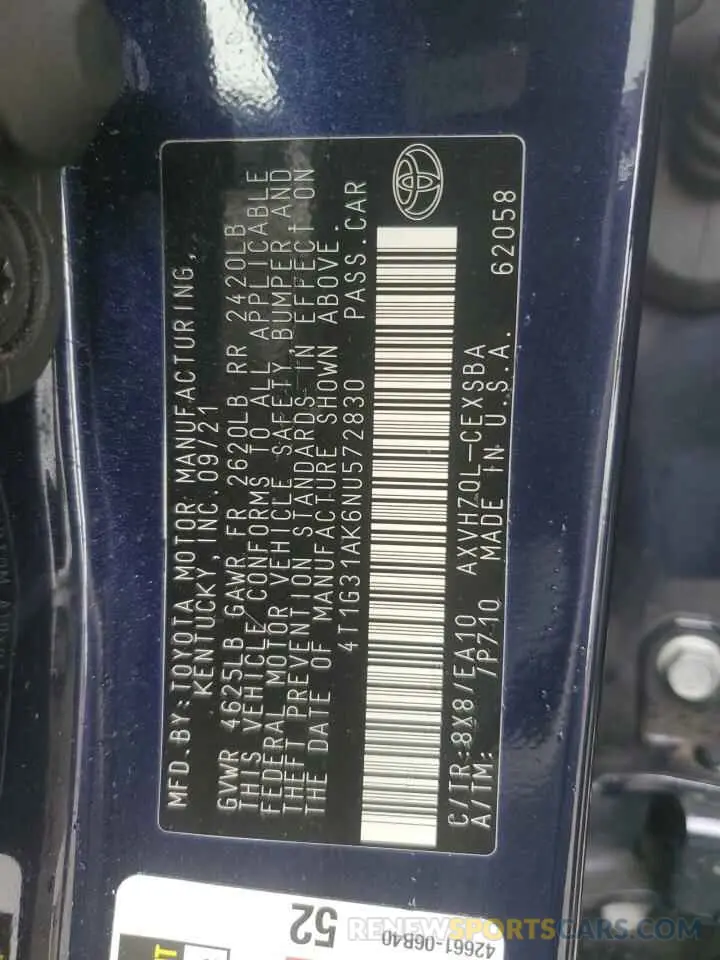 MFD.BY:TOYOTA MOTOR MANUFACTURING,
KENTUCKY, INC. 09/21
GVWR 4625LB GAWR FR 2620LB RR 2420LB
THIS VEHICLE CONFORMS TO ALL APPLICABLE
FEDERAL MOTOR VEHICLE SAFETY, BUMPER AND
THEFT PREVENTION STANDARDS IN EFFECT ON
THE DATE OF MANUFACTURE SHOWN ABOVE.
4T1G31AK6NU572830 PASS.CAR
C/TR:8X8/EA10 AXVH70L-CEXSBA
A/TM: /P710 MADE IN U.S.A. 62058
52
42661-06B40
RENEWSPORTSCARS.COM